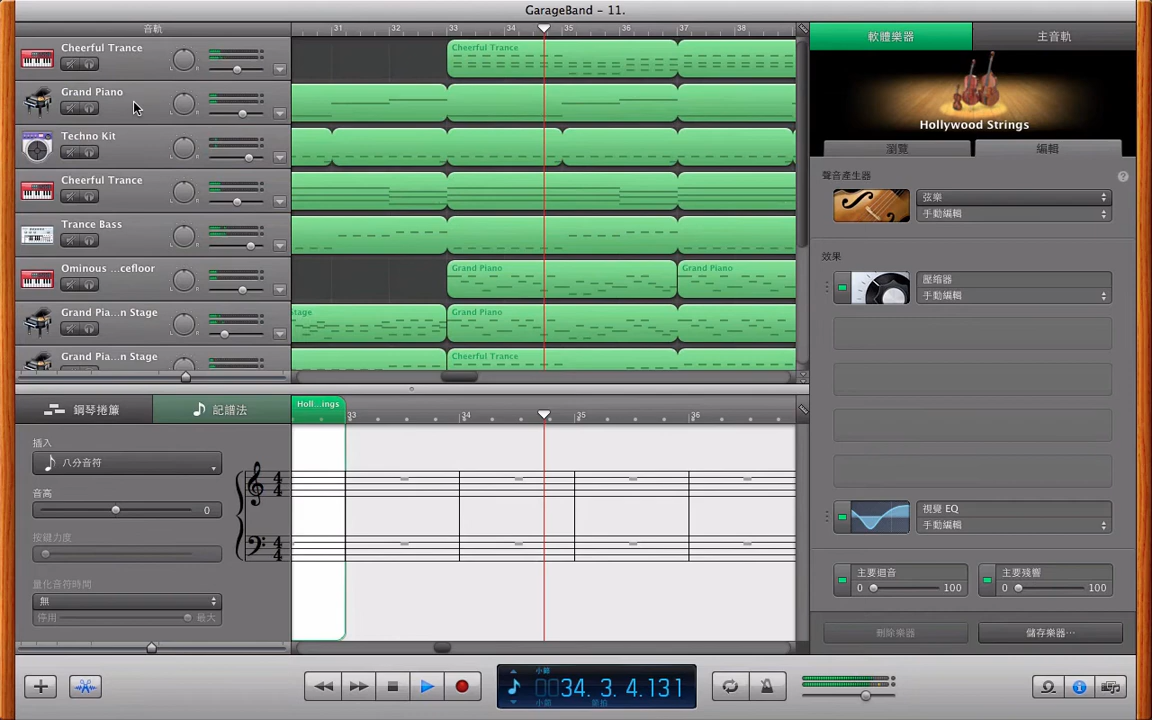 GarageBand - 11.
音軌
31 32 33 34 35 36 37 38
軟體樂器 主音軌
Cheerful Trance
Cheerful Trance
Grand Piano
Techno Kit
Hollywood Strings
瀏覽 編輯
聲音產生器
Cheerful Trance
弦樂
手動編輯
Trance Bass
效果
Ominous ...cefloor
Grand Piano Grand Piano
壓縮器
手動編輯
Grand Pia...n Stage
tage
Grand Piano
Grand Pia...n Stage
Cheerful Trance
鋼琴捲簾 記譜法
Holl...ings
33 34 35 36
插入
八分音符
音高
0
按鍵力度
量化音符時間
無
停用 最大
視覺 EQ
手動編輯
主要迴音 主要殘響
0 100 0 100
刪除樂器 儲存樂器⋯
小節
34. 3. 4.131
小節 節拍